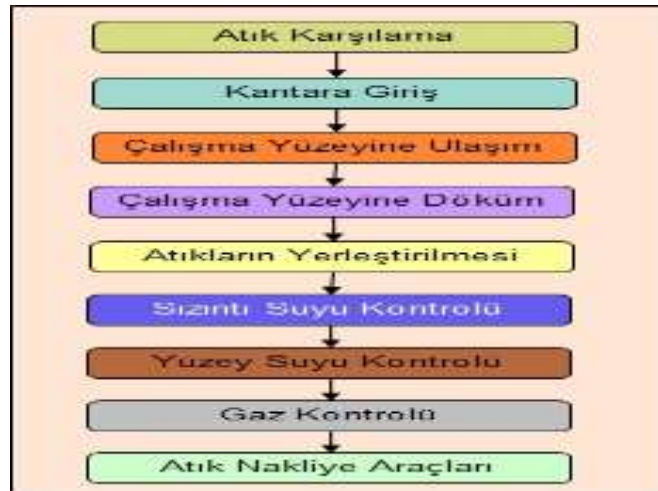 Atık Karşılama
Kantara Giriş
Çalışma Yüzeyine Ulaşım
Çalışma Yüzeyine Döküm
Atıkların Yerleştirilmesi
Sızıntı Suyu Kontrolü
Yüzey Suyu Kontrolü
Gaz Kontrolü
Atık Nakliye Araçları